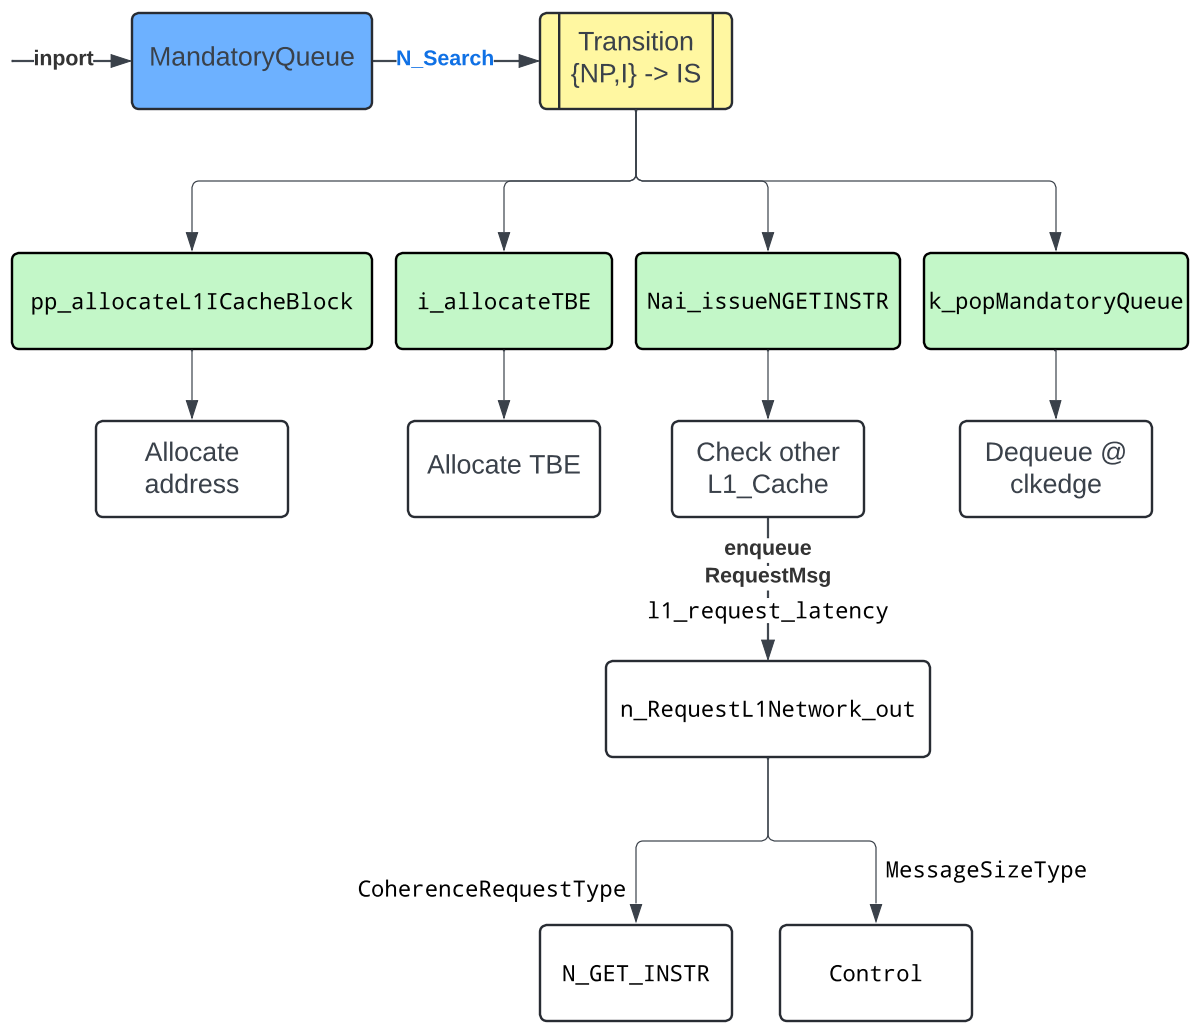 inport
MandatoryQueue
N_Search
Transition
{NP,I} -> IS
pp_allocateL1ICacheBlock
i_allocateTBE
Nai_issueNGETINSTR
k_popMandatoryQueue
Allocate
address
Allocate TBE
Check other
L1_Cache
Dequeue @
clkedge
enqueue
RequestMsg
l1_request_latency
n_RequestL1Network_out
CoherenceRequestType
MessageSizeType
N_GET_INSTR
Control